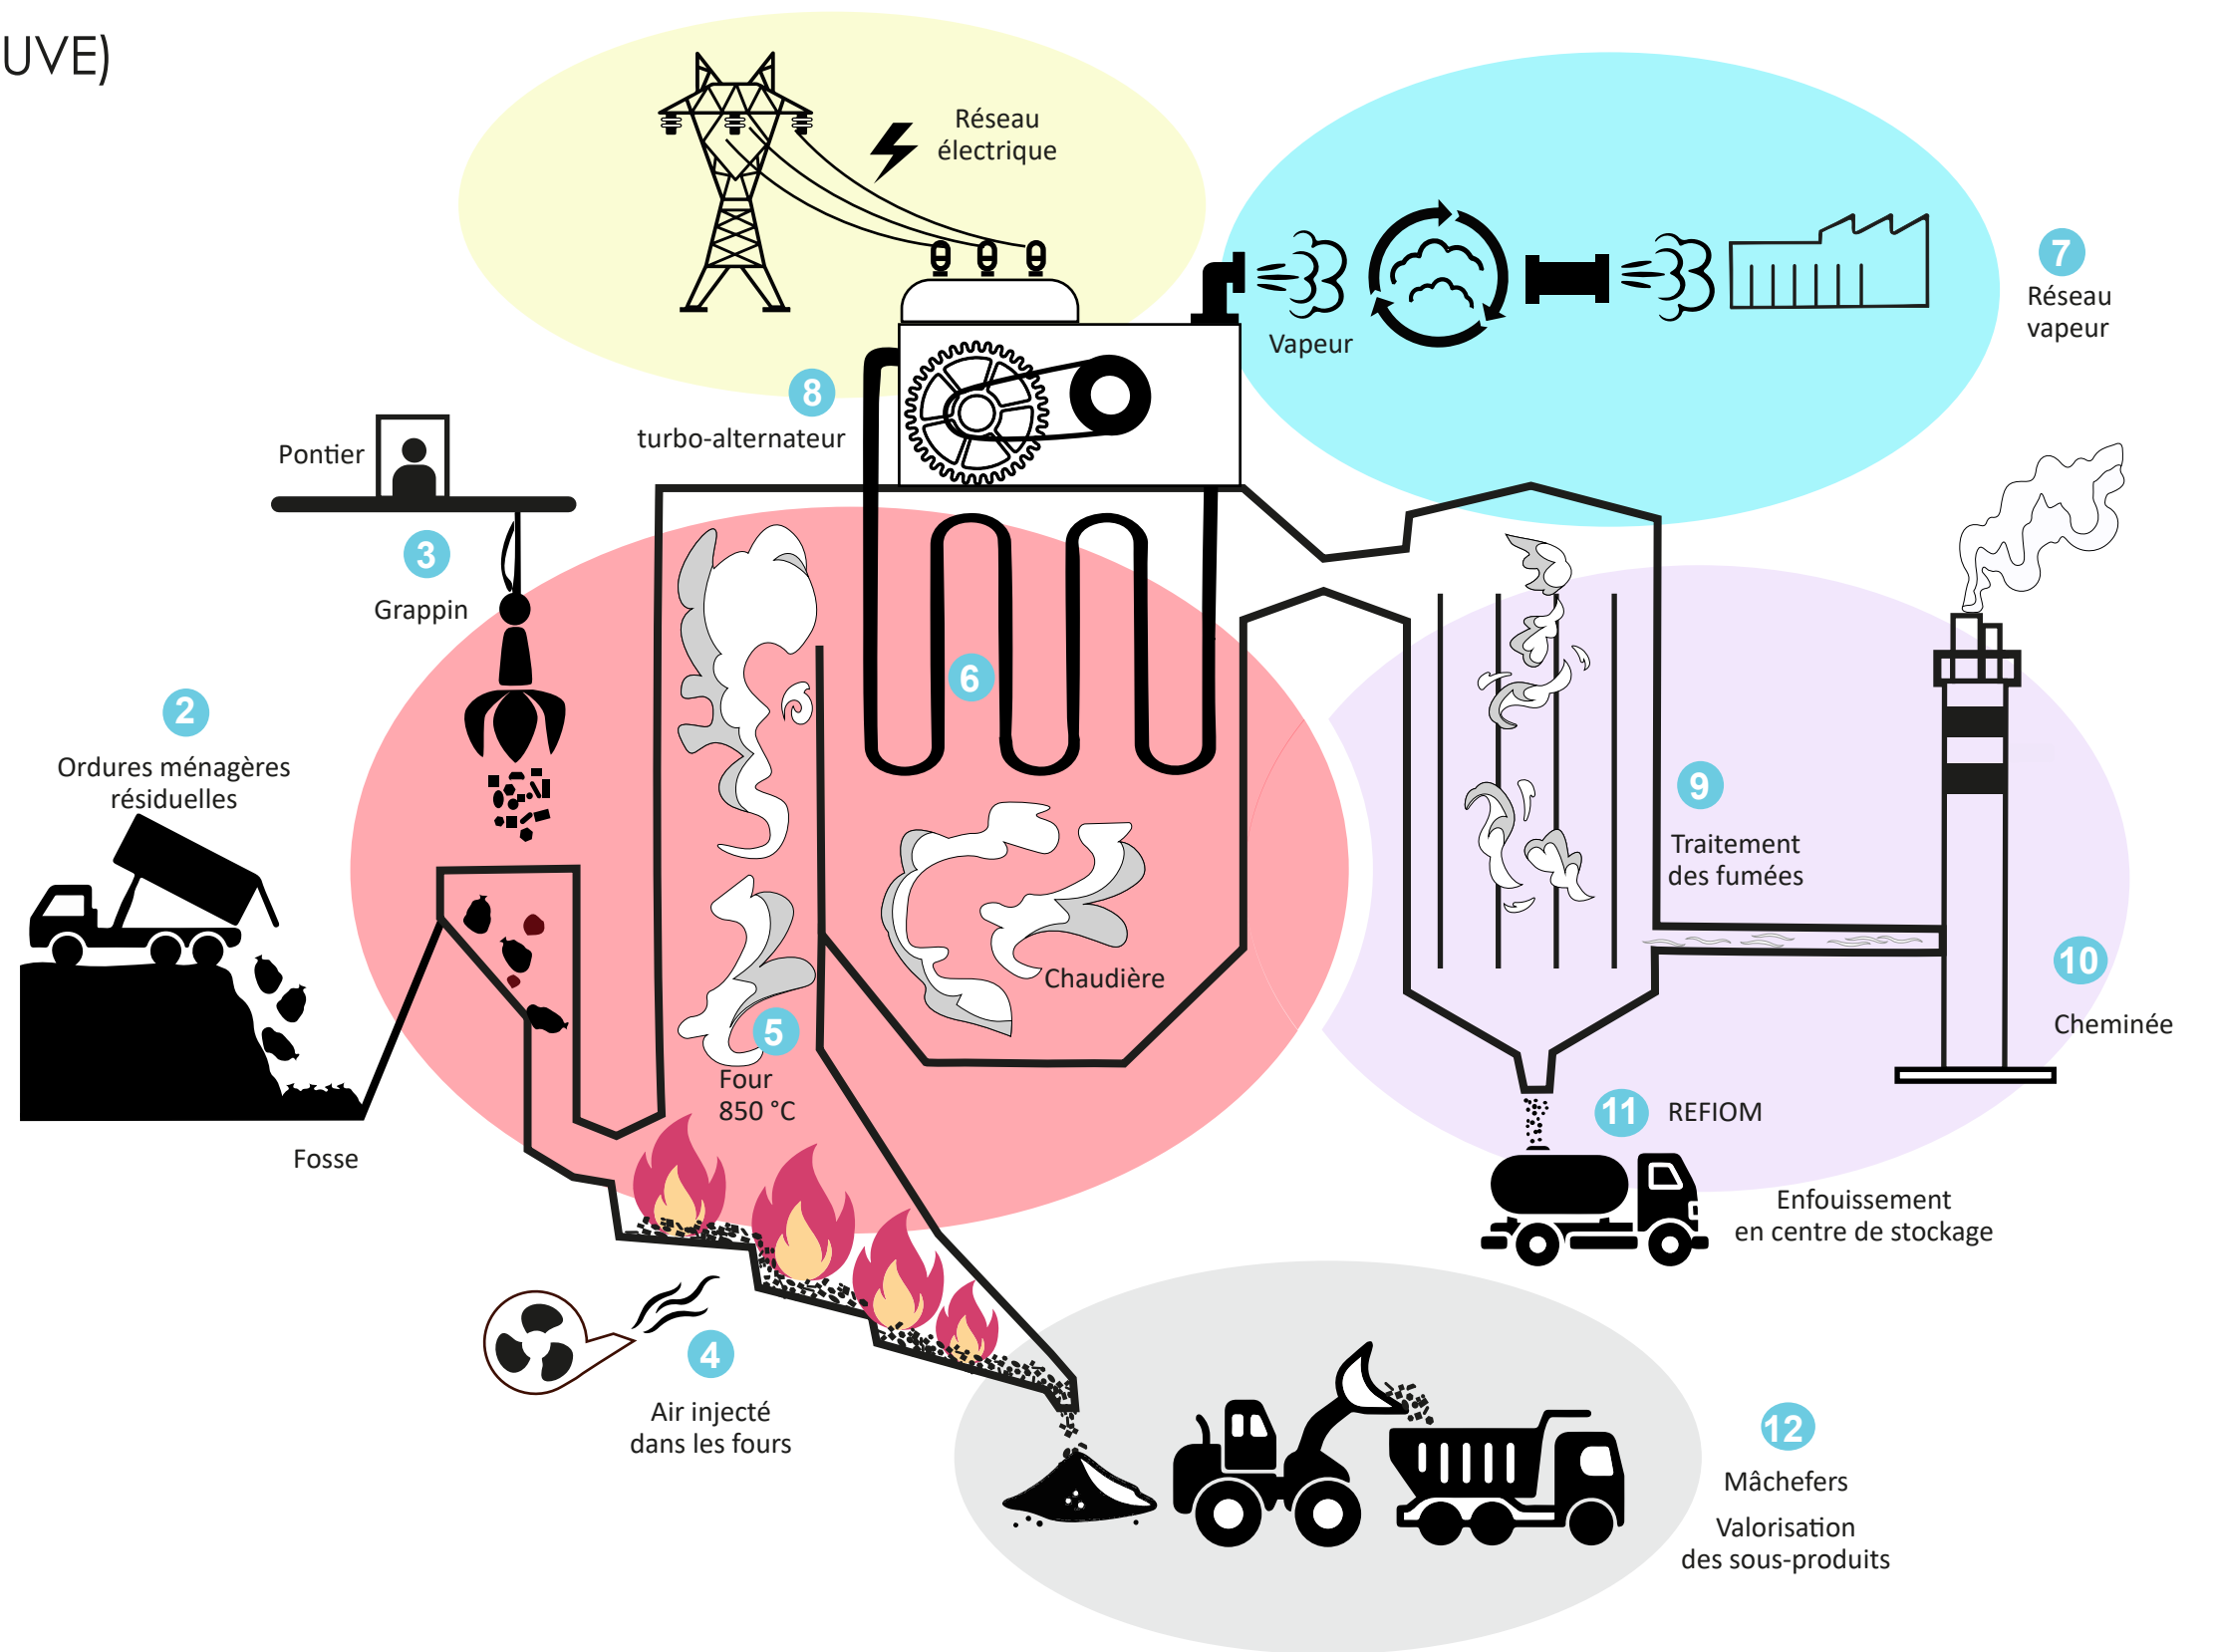 UVE)
Réseau
électrique
7
Réseau
vapeur
Vapeur
8
turbo-alternateur
Pontier
3
Grappin
6
2
Ordures ménagères
résiduelles
9
Traitement
des fumées
Chaudière
10
Cheminée
5
Four
850 °C
11 REFIOM
Fosse
Enfouissement
en centre de stockage
4
Air injecté
dans les fours
12
Mâchefers
Valorisation
des sous-produits